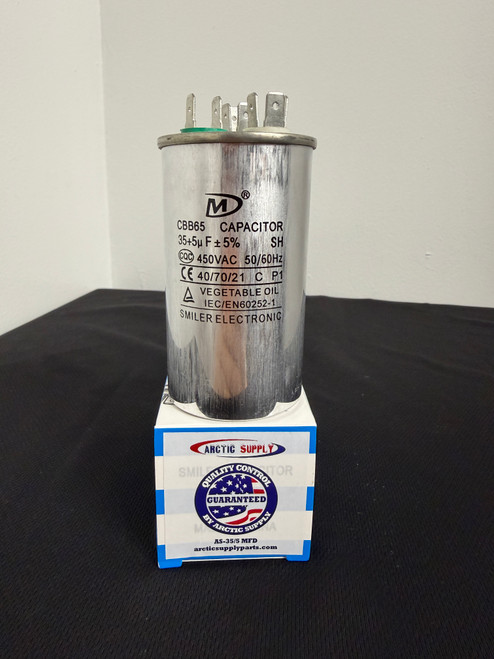 M®
CBB65 CAPACITOR
35+5μF±5% SH
CQC 450VAC 50/60Hz
CE 40/70/21 C P1
VEGETABLE OIL
IEC/EN60252-1
SMILER ELECTRONIC
ARCTIC SUPPLY
QUALITY CONTROL
GUARANTEED
BY ARCTIC SUPPLY
AS-35/5 MFD
arcticsupplyparts.com